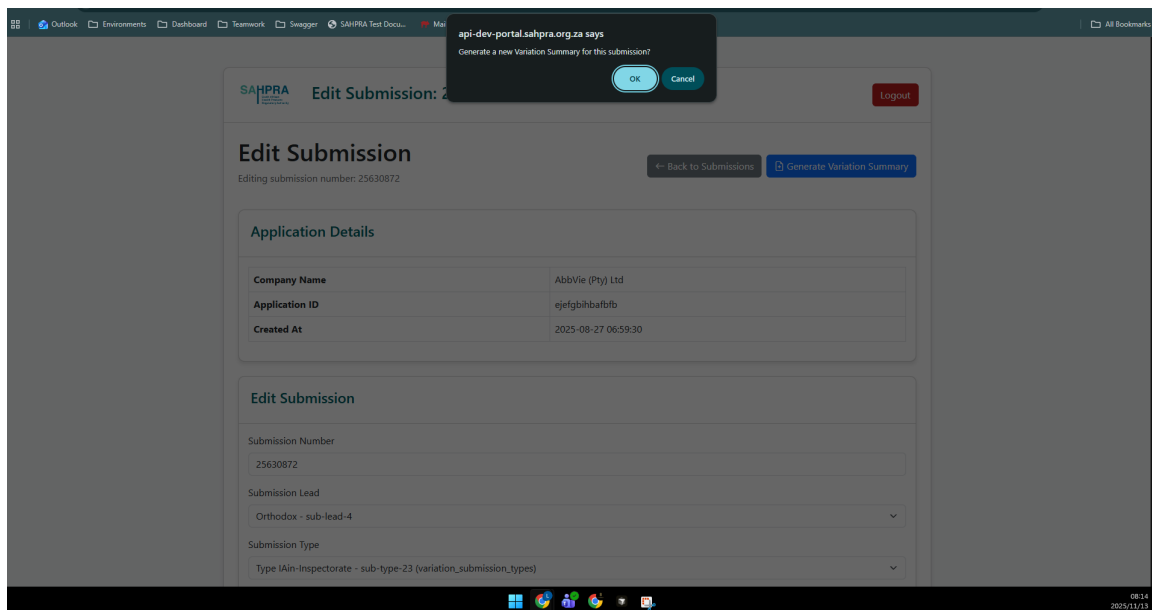 Outlook Environments Dashboard Teamwork Swagger SAHPRA Test Docu... Mai All Bookmarks
api-dev-portal.sahpra.org.za says
Generate a new Variation Summary for this submission?
OK Cancel
SAHPRA Edit Submission: 2 Logout
Edit Submission
← Back to Submissions Generate Variation Summary
Editing submission number: 25630872
Application Details
Company Name AbbVie (Pty) Ltd
Application ID ejefgbihbafbfb
Created At 2025-08-27 06:59:30
Edit Submission
Submission Number
25630872
Submission Lead
Orthodox - sub-lead-4
Submission Type
Type IAin-Inspectorate - sub-type-23 (variation_submission_types)
08:14
2025/11/13